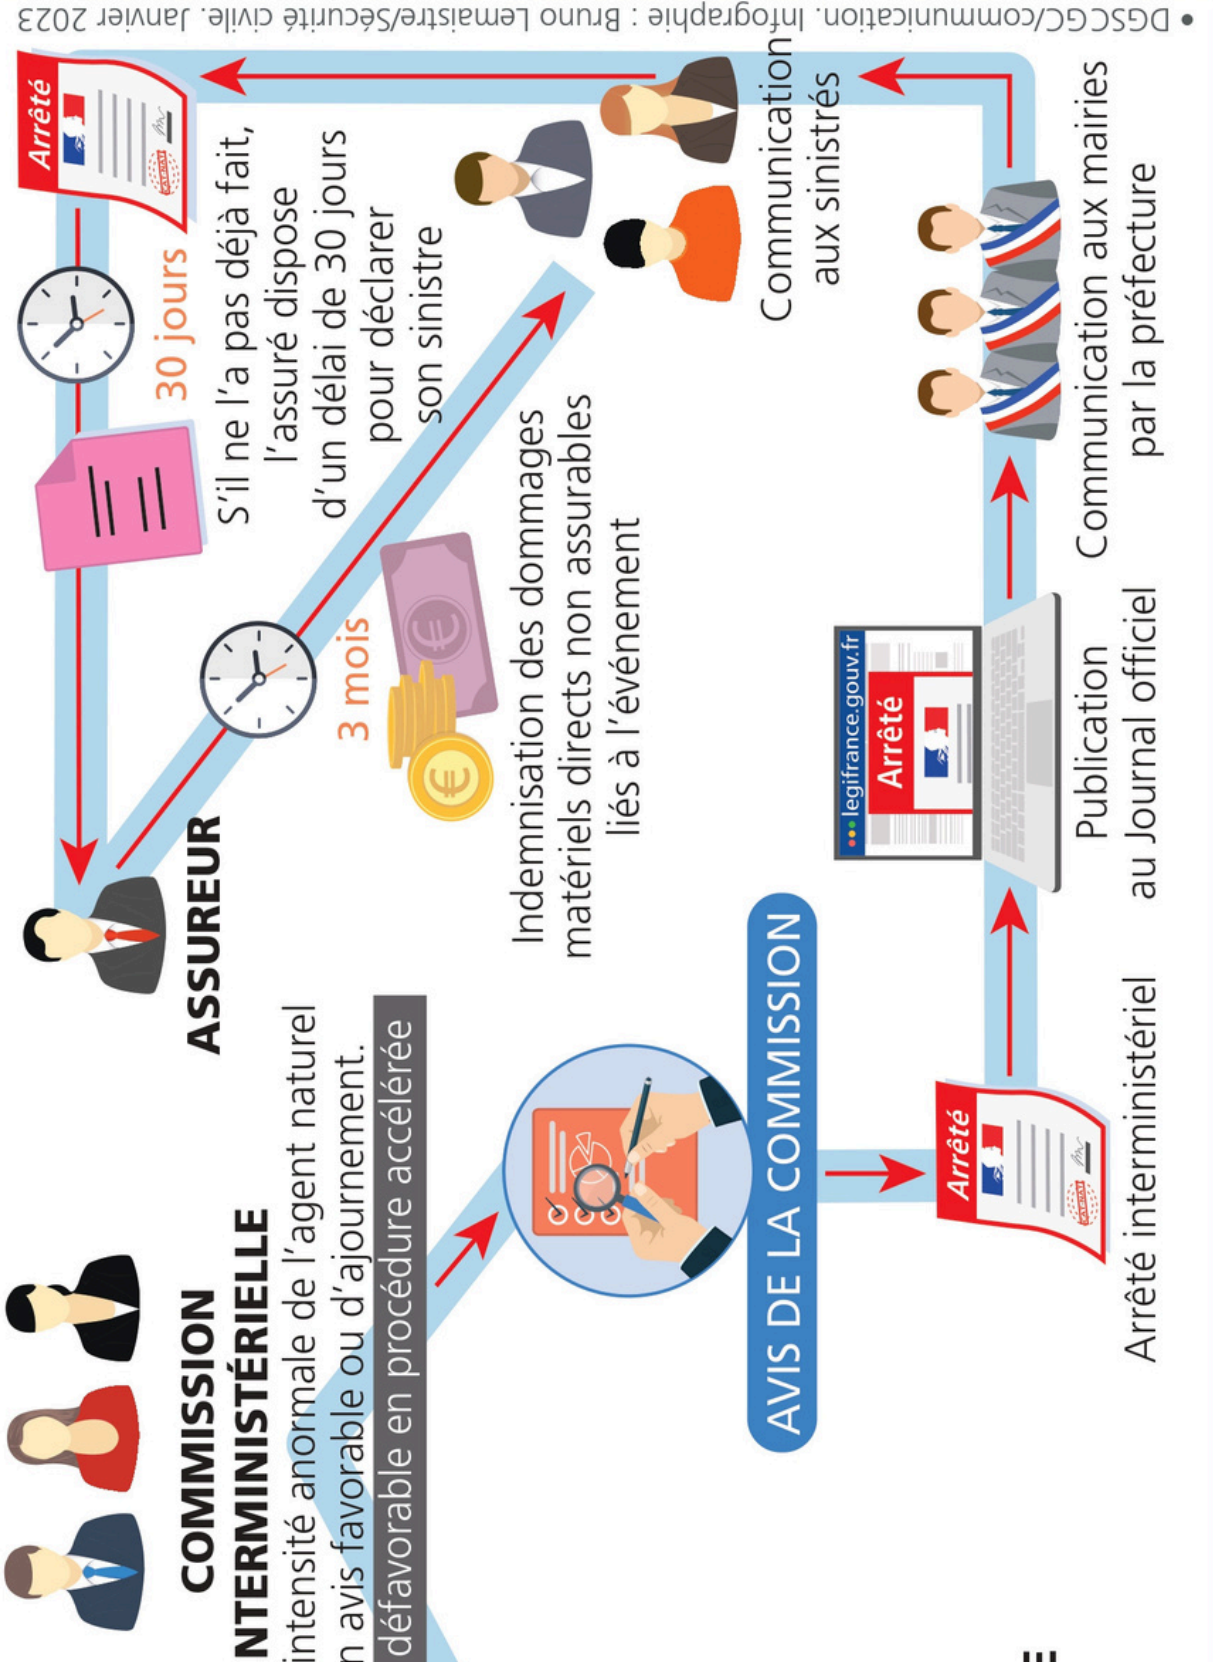 COMMISSION
NTERMINISTÉRIELLE
intensité anormale de l'agent naturel
n avis favorable ou d'ajournement.
défavorable en procédure accélérée
AVIS DE LA COMMISSION
Arrêté
CAT-NAT
Arrêté interministériel
legifrance.gouv.fr
Arrêté
Publication
au Journal officiel
Communication aux mairies
par la préfecture
Communication
aux sinistrés
Arrêté
CAT-NAT
30 jours
S'il ne l'a pas déjà fait,
l'assuré dispose
d'un délai de 30 jours
pour déclarer
son sinistre
ASSUREUR
3 mois
Indemnisation des dommages
matériels directs non assurables
liés à l'événement
E
• DGSCGC/communication. Infographie : Bruno Lemaistre/Sécurité civile. Janvier 2023